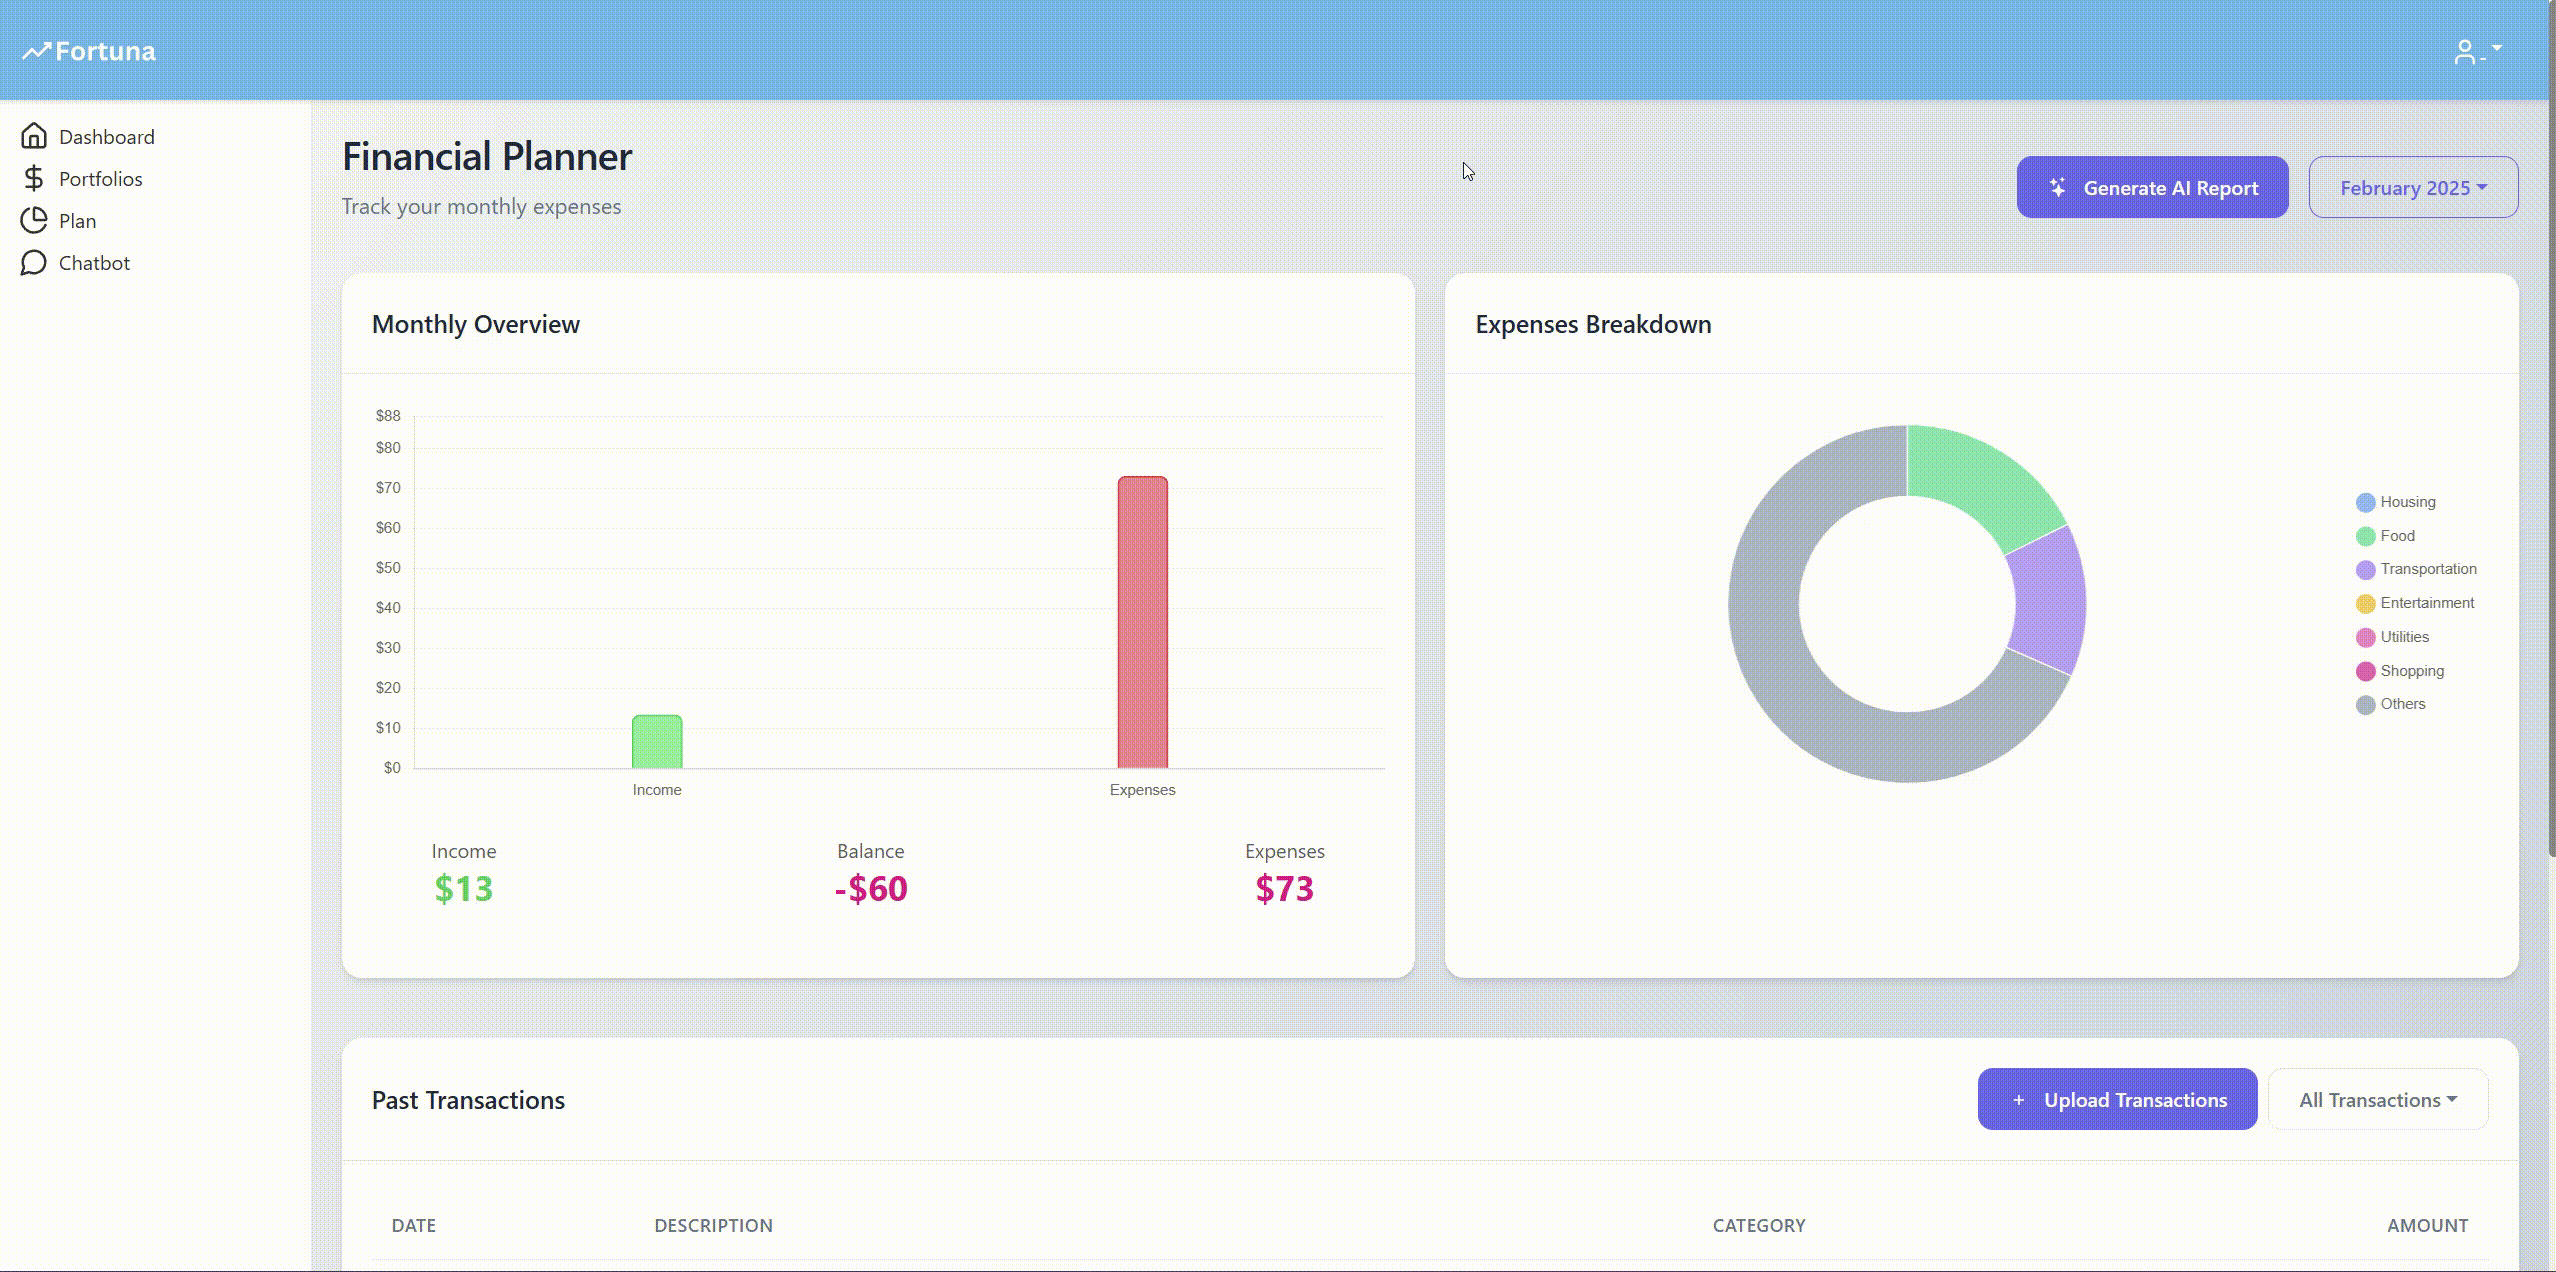 Fortuna
Dashboard
Portfolios
Plan
Chatbot
Financial Planner
Track your monthly expenses
Generate AI Report
February 2025
Monthly Overview
$88
$80
$70
$60
$50
$40
$30
$20
$10
$0
Income
Expenses
Income
Balance
Expenses
$13
-$60
$73
Expenses Breakdown
Housing
Food
Transportation
Entertainment
Utilities
Shopping
Others
Past Transactions
+ Upload Transactions
All Transactions
DATE
DESCRIPTION
CATEGORY
AMOUNT